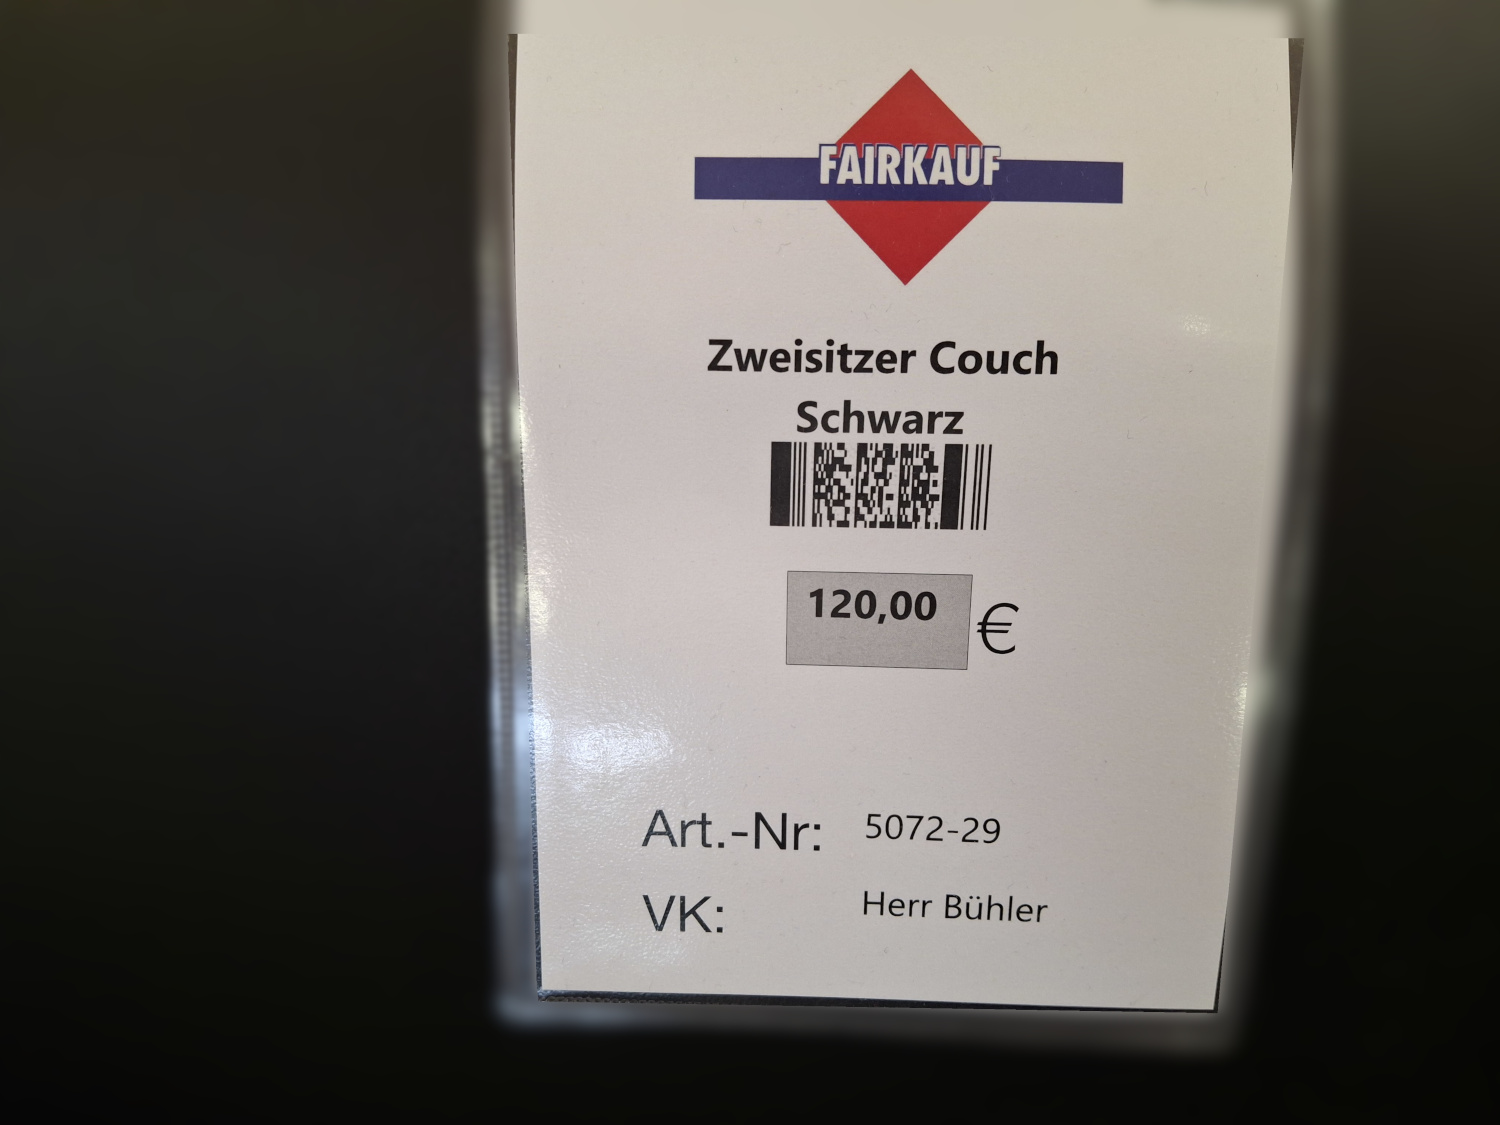 FAIRKAUF
Zweisitzer Couch
Schwarz
120,00 €
Art.-Nr: 5072-29
VK: Herr Bühler